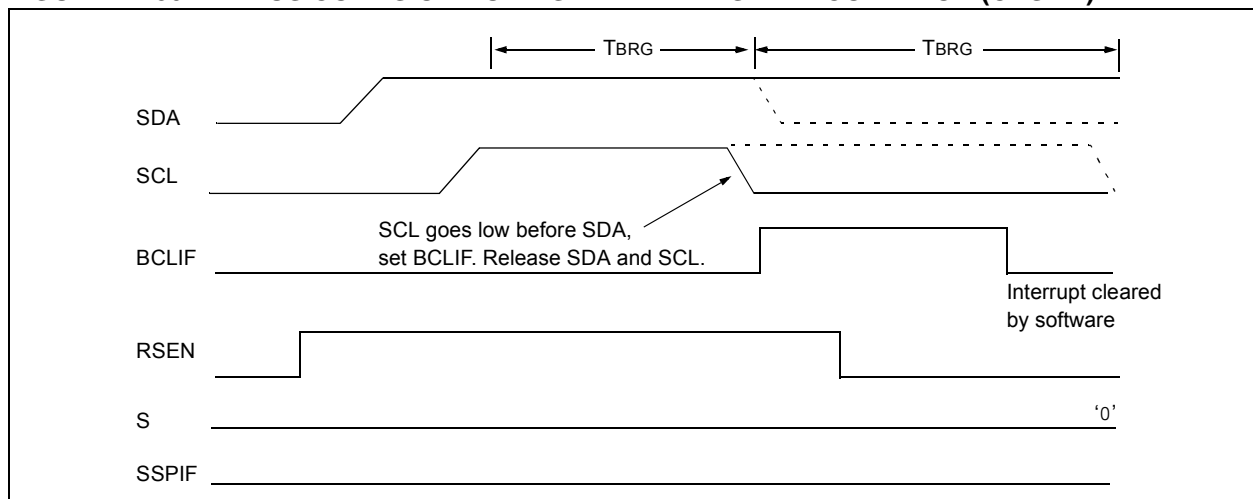 TBRG TBRG
SDA
SCL
SCL goes low before SDA,
set BCLIF. Release SDA and SCL.
BCLIF
Interrupt cleared
by software
RSEN
S
‘0’
SSPIF